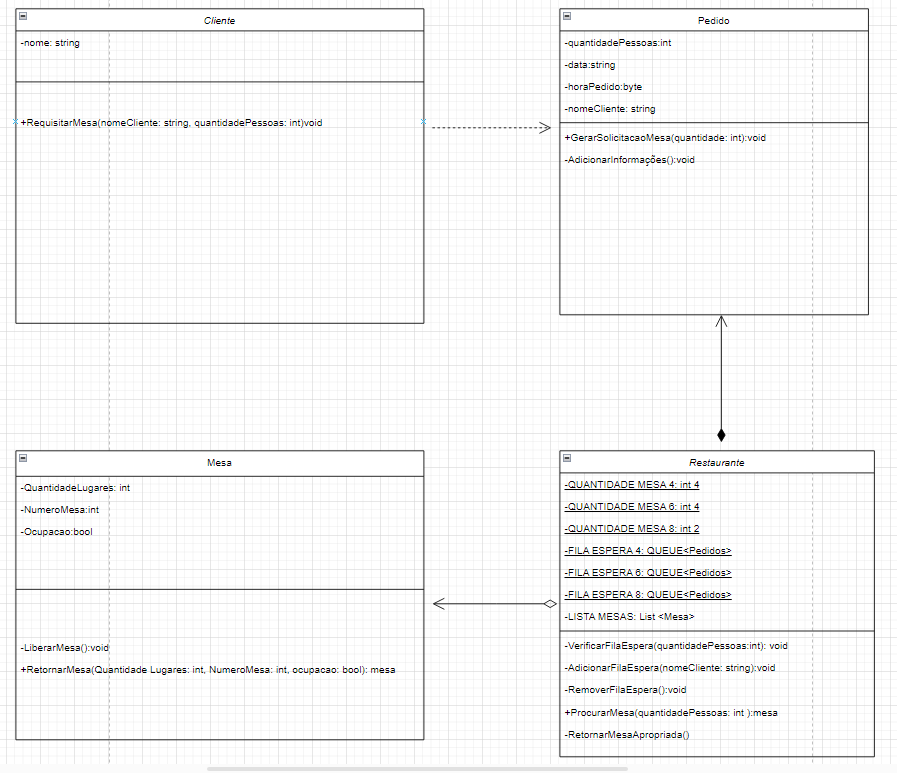 Cliente
-nome: string
+RequisitarMesa(nomeCliente: string, quantidadePessoas: int)void
Pedido
-quantidadePessoas:int
-data:string
-horaPedido:byte
-nomeCliente: string
+GerarSolicitacaoMesa(quantidade: int):void
-AdicionarInformações():void
Mesa
-QuantidadeLugares: int
-NumeroMesa:int
-Ocupacao:bool
-LiberarMesa():void
+RetornarMesa(Quantidade Lugares: int, NumeroMesa: int, ocupacao: bool): mesa
Restaurante
-QUANTIDADE MESA 4: int 4
-QUANTIDADE MESA 6: int 4
-QUANTIDADE MESA 8: int 2
-FILA ESPERA 4: QUEUE<Pedidos>
-FILA ESPERA 6: QUEUE<Pedidos>
-FILA ESPERA 8: QUEUE<Pedidos>
-LISTA MESAS: List <Mesa>
-VerificarFilaEspera(quantidadePessoas:int): void
-AdicionarFilaEspera(nomeCliente: string):void
-RemoverFilaEspera():void
+ProcurarMesa(quantidadePessoas: int ):mesa
-RetornarMesaApropriada()